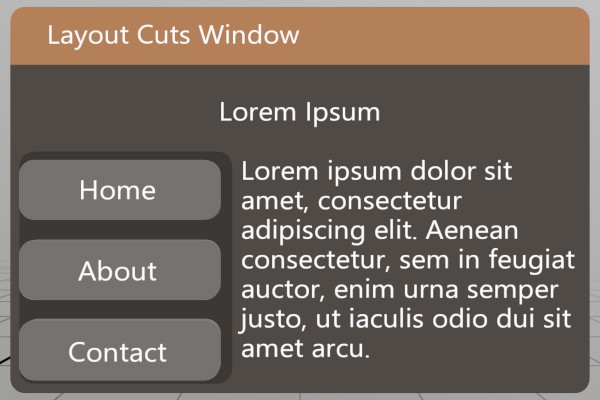 Layout Cuts Window
Lorem Ipsum
Home
About
Contact
Lorem ipsum dolor sit
amet, consectetur
adipiscing elit. Aenean
consectetur, sem in feugiat
auctor, enim urna semper
justo, ut iaculis odio dui sit
amet arcu.